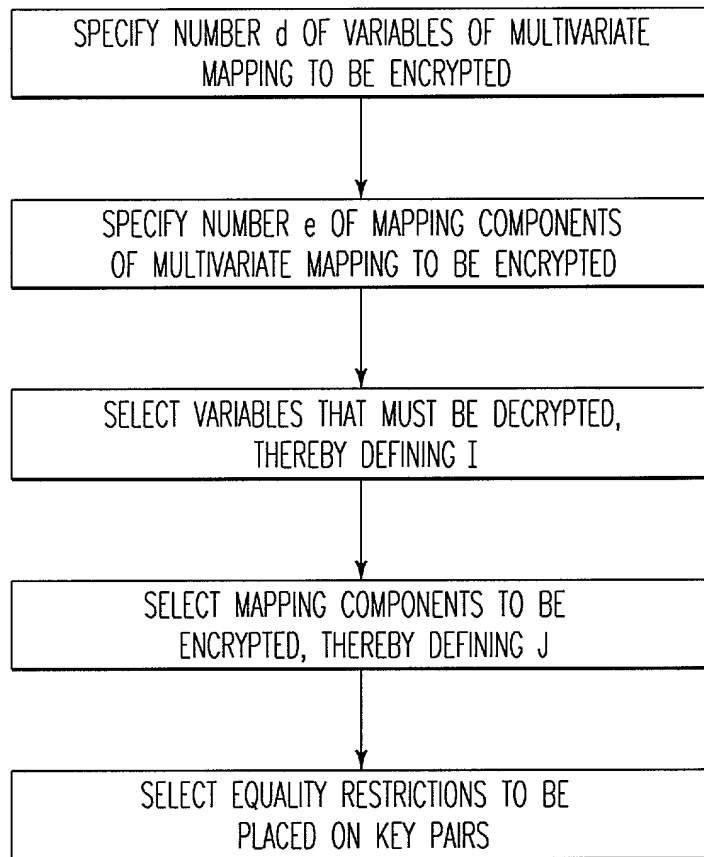 SPECIFY NUMBER d OF VARIABLES OF MULTIVARIATE
MAPPING TO BE ENCRYPTED
SPECIFY NUMBER e OF MAPPING COMPONENTS
OF MULTIVARIATE MAPPING TO BE ENCRYPTED
SELECT VARIABLES THAT MUST BE DECRYPTED,
THEREBY DEFINING I
SELECT MAPPING COMPONENTS TO BE
ENCRYPTED, THEREBY DEFINING J
SELECT EQUALITY RESTRICTIONS TO BE
PLACED ON KEY PAIRS